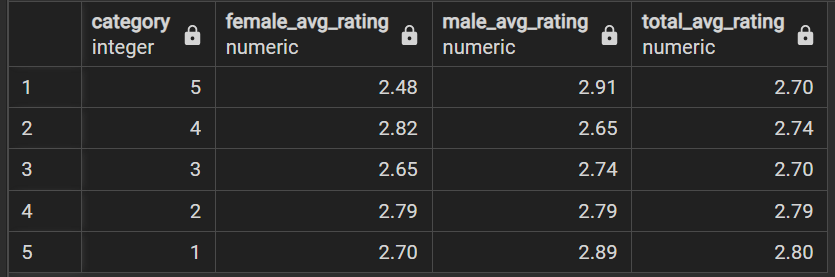 category female_avg_rating male_avg_rating total_avg_rating
integer numeric numeric numeric
1 5 2.48 2.91 2.70
2 4 2.82 2.65 2.74
3 3 2.65 2.74 2.70
4 2 2.79 2.79 2.79
5 1 2.70 2.89 2.80